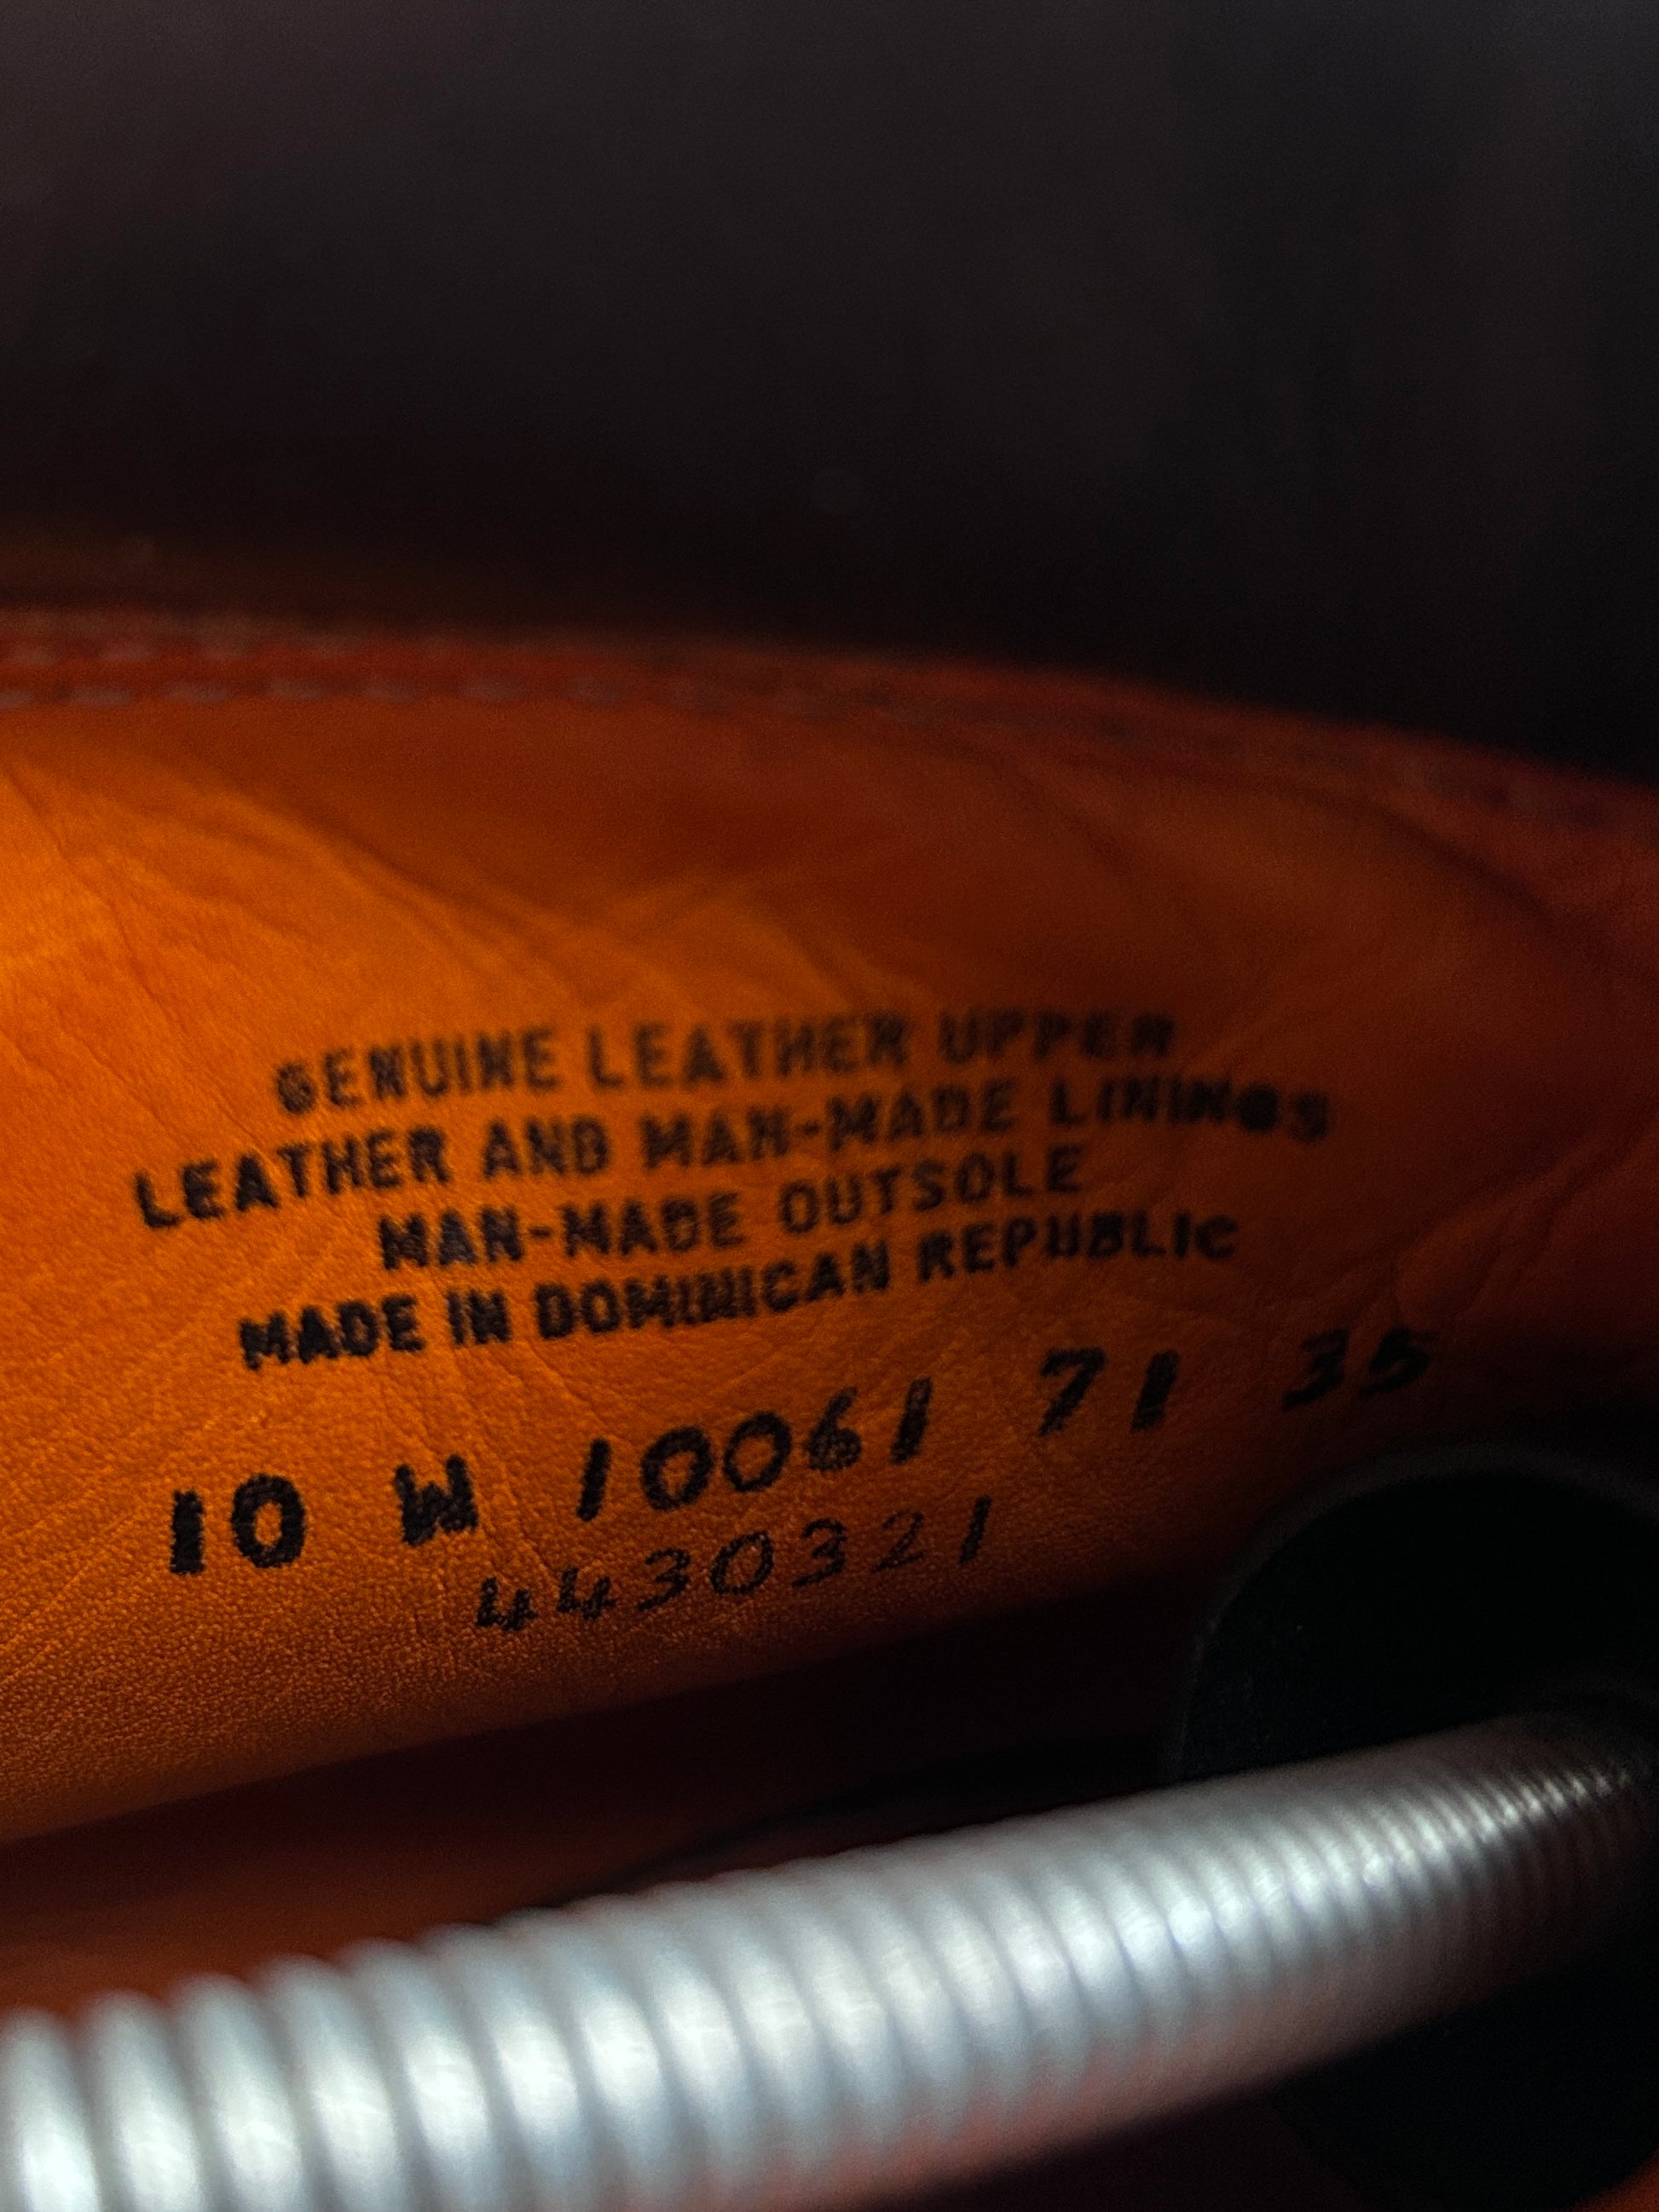 GENUINE LEATHER UPPER
LEATHER AND MAN-MADE LININGS
MAN-MADE OUTSOLE
MADE IN DOMINICAN REPUBLIC
10 W 10061 71 35
4430321